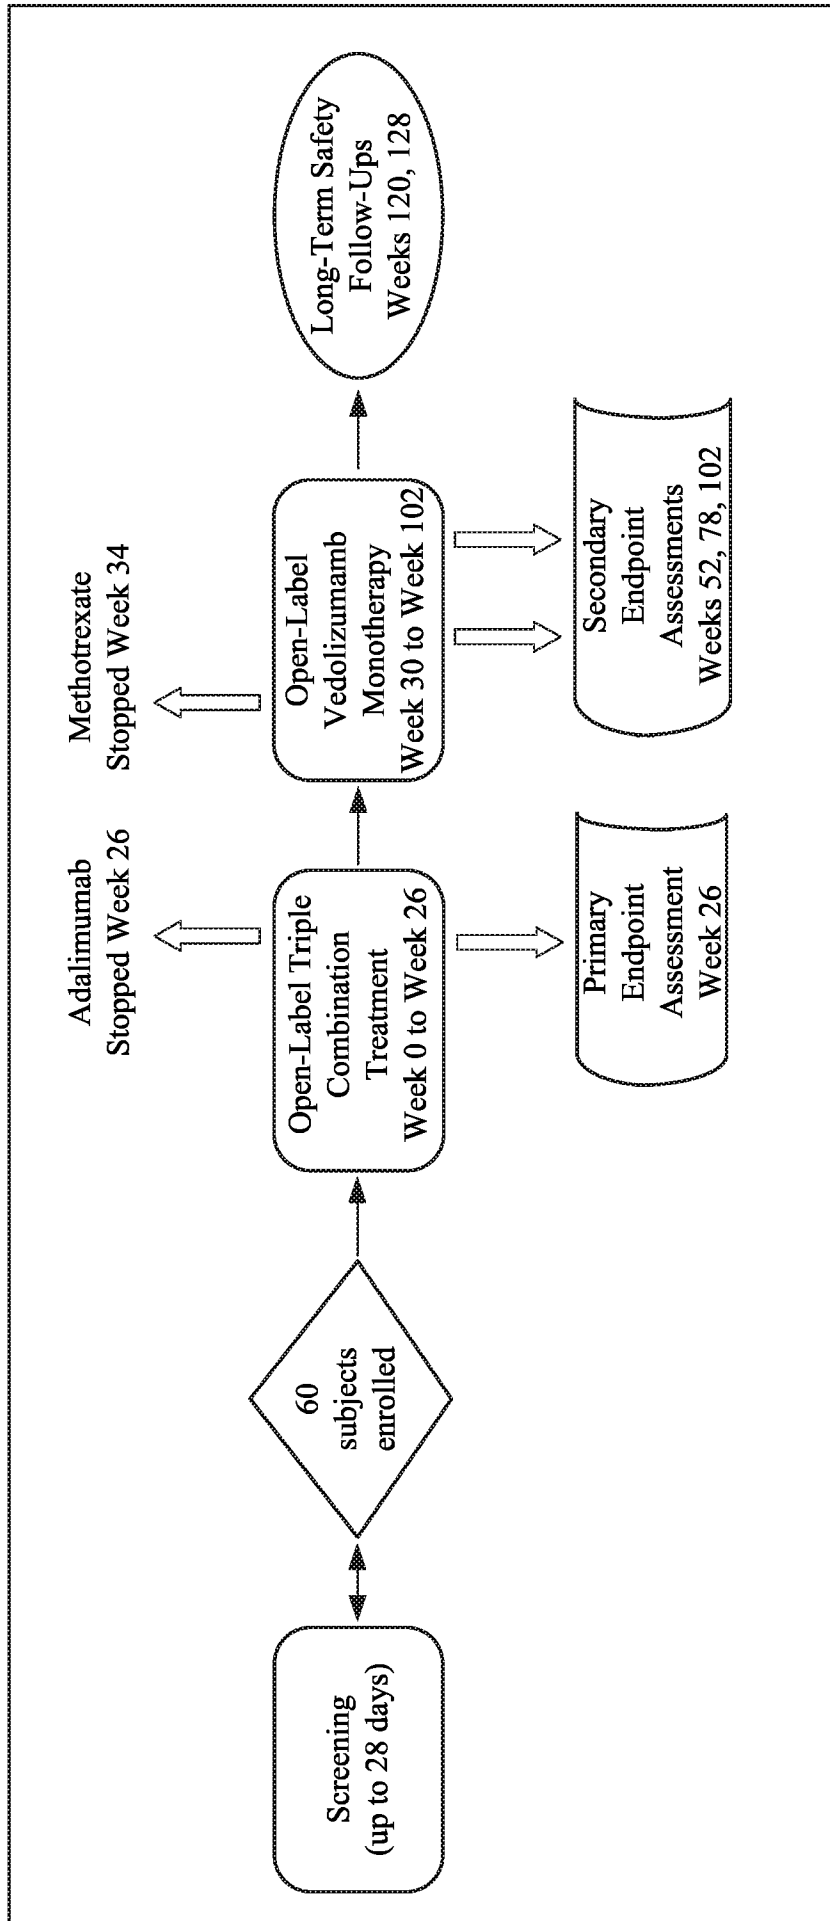 Screening
(up to 28 days)
60
subjects
enrolled
Adalimumab
Stopped Week 26
Open-Label Triple
Combination
Treatment
Week 0 to Week 26
Primary
Endpoint
Assessment
Week 26
Methotrexate
Stopped Week 34
Open-Label
Vedolizumamb
Monotherapy
Week 30 to Week 102
Secondary
Endpoint
Assessments
Weeks 52, 78, 102
Long-Term Safety
Follow-Ups
Weeks 120, 128